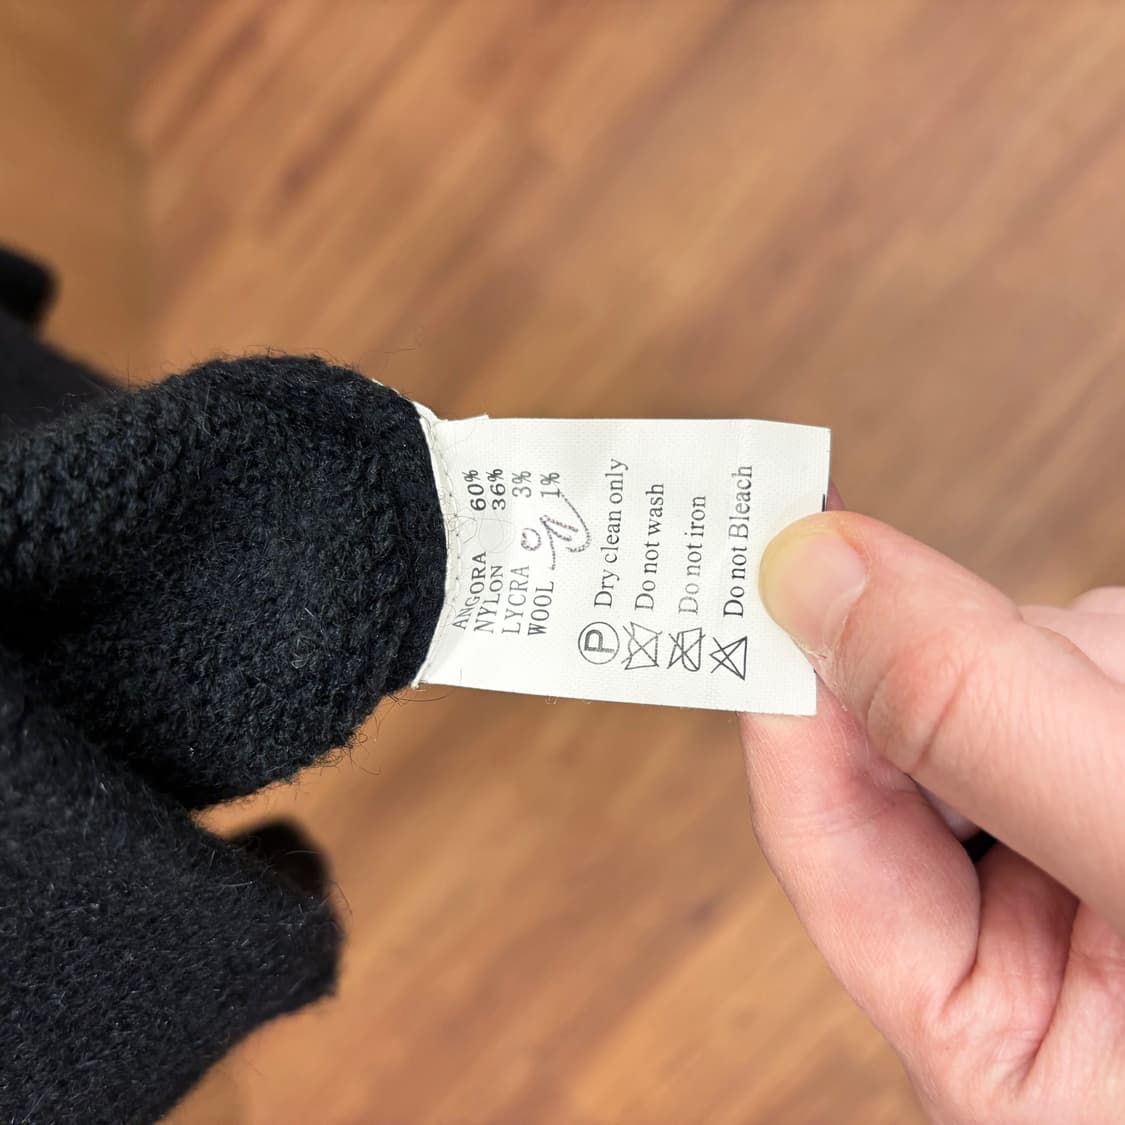 ANGORA 60%
NYLON 36%
LYCRA 3%
WOOL 1%
P Dry clean only
Do not wash
Do not iron
Do not Bleach